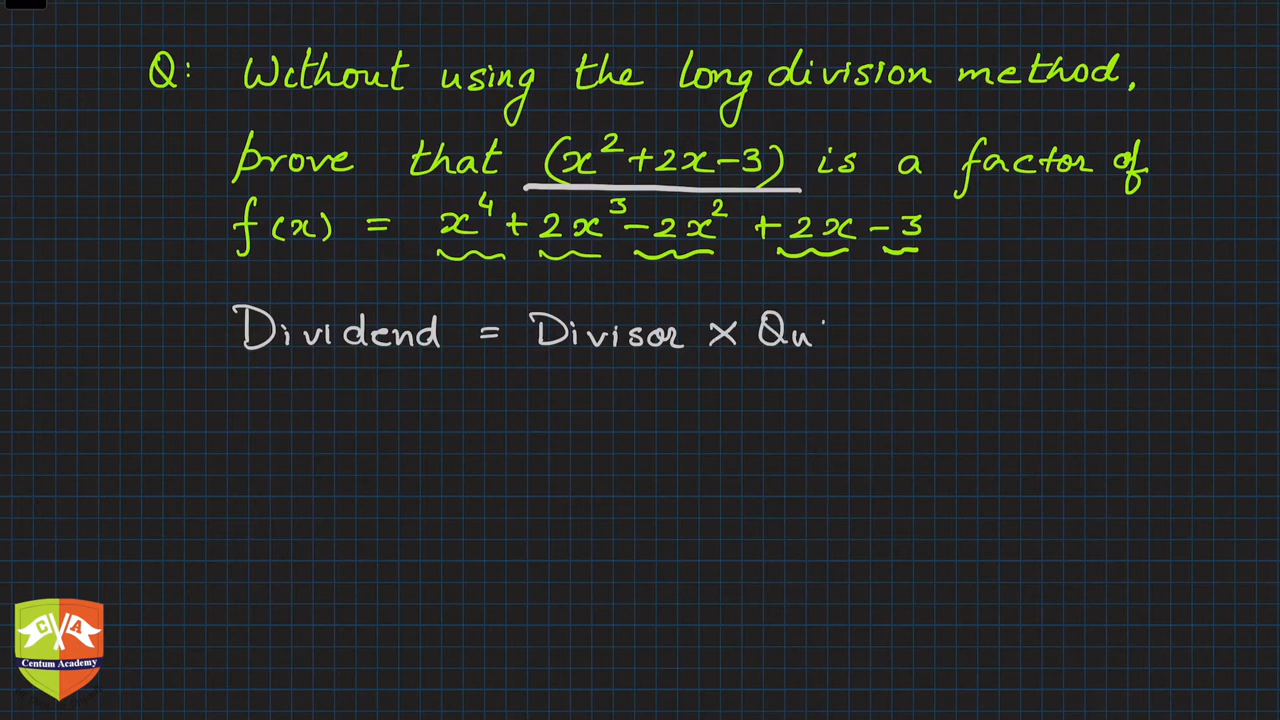 Q: Without using the long division method,
prove that (x²+2x-3) is a factor of
f(x) = x⁴ + 2x³ - 2x² + 2x - 3
Dividend = Divisor × Qu
C A
Centum Academy